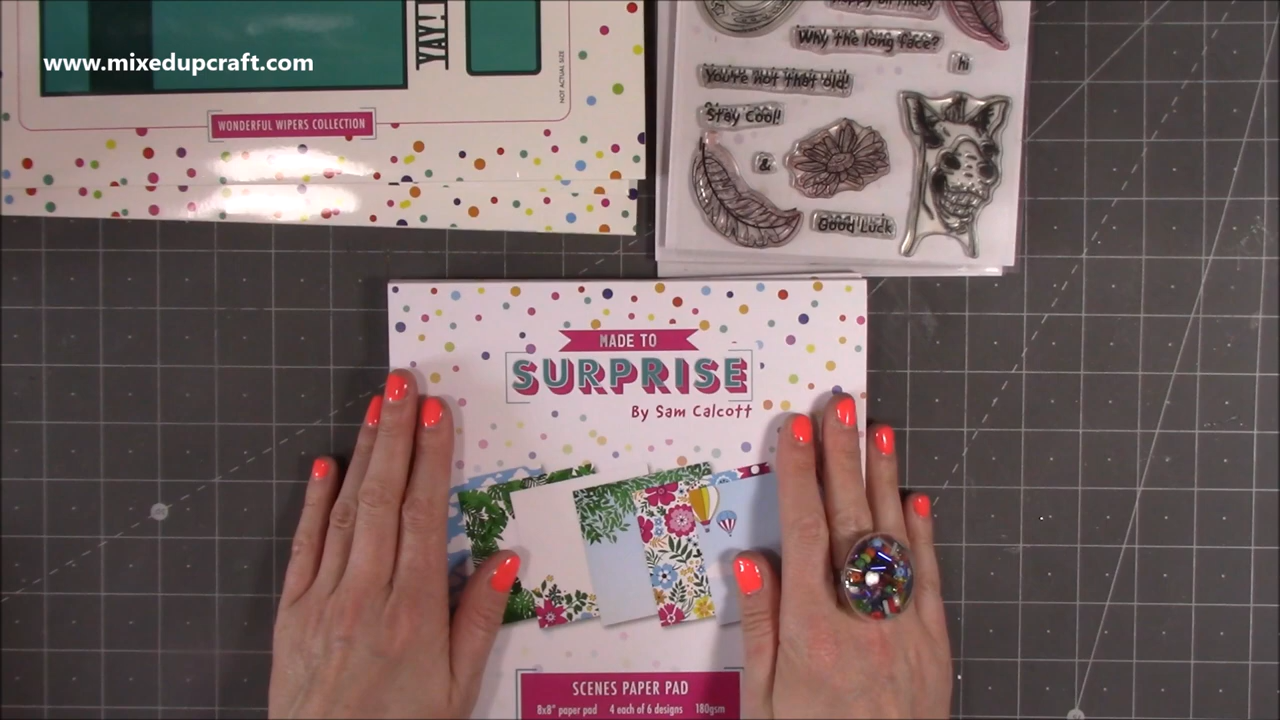 www.mixedupcraft.com
YAY!
NOT ACTUAL SIZE
WONDERFUL WIPERS COLLECTION
Happy Birthday
Why the long face?
hi
You're not that old!
Stay Cool!
&
Good Luck
MADE TO
SURPRISE
By Sam Calcott
SCENES PAPER PAD
8x8" paper pad 4 each of 6 designs 180gsm